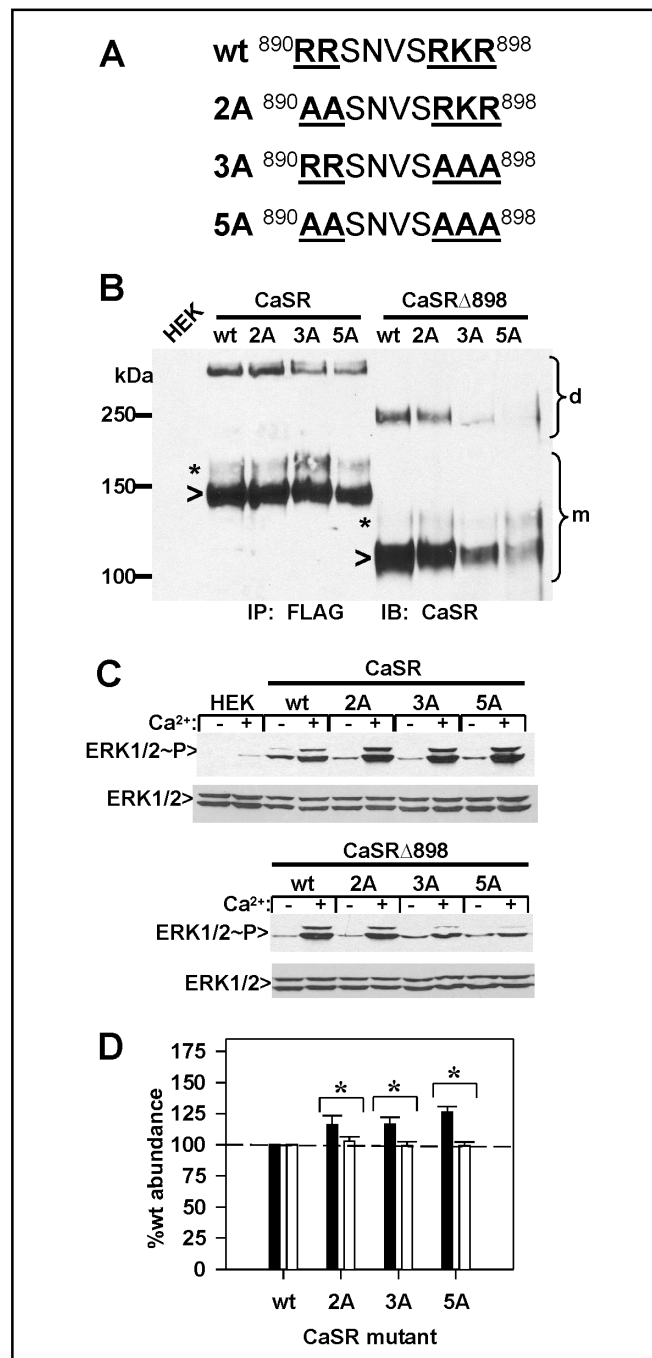 A
wt ⁸⁹⁰RRSNVSRKR⁸⁹⁸
2A ⁸⁹⁰AASNVSRKR⁸⁹⁸
3A ⁸⁹⁰RRSNVSAAA⁸⁹⁸
5A ⁸⁹⁰AASNVSAAA⁸⁹⁸
B
HEK
CaSR CaSRΔ898
wt 2A 3A 5A wt 2A 3A 5A
kDa
250
150
100
*
>
*
>
d
m
IP: FLAG IB: CaSR
C
CaSR
HEK wt 2A 3A 5A
Ca²⁺: - + - + - + - + - +
ERK1/2~P>
ERK1/2>
CaSRΔ898
wt 2A 3A 5A
Ca²⁺: - + - + - + - +
ERK1/2~P>
ERK1/2>
D
%wt abundance
175
150
125
100
75
50
25
0
* * *
wt 2A 3A 5A
CaSR mutant